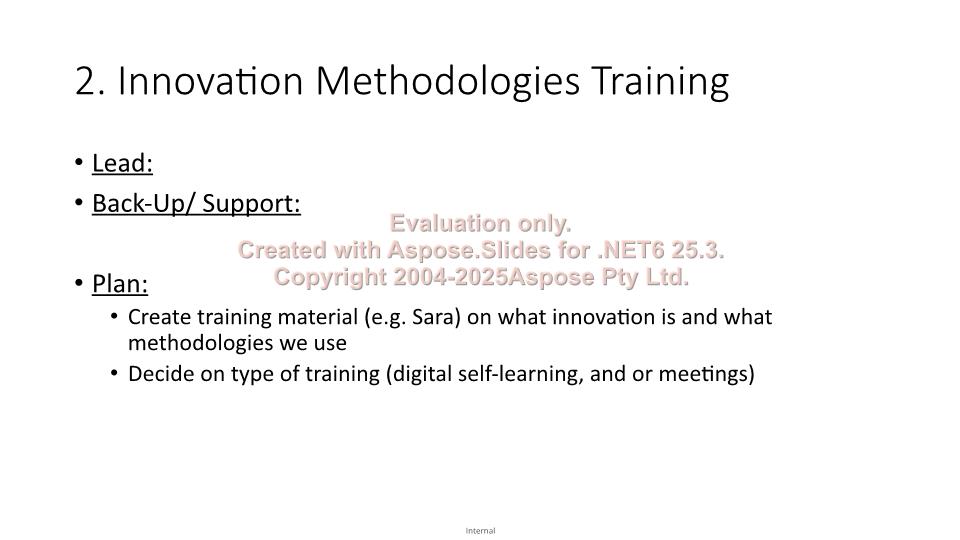 2. Innovation Methodologies Training
• Lead:
• Back-Up/ Support:
Evaluation only.
Created with Aspose.Slides for .NET6 25.3.
Copyright 2004-2025Aspose Pty Ltd.
• Plan:
• Create training material (e.g. Sara) on what innovation is and what
methodologies we use
• Decide on type of training (digital self-learning, and or meetings)
Internal